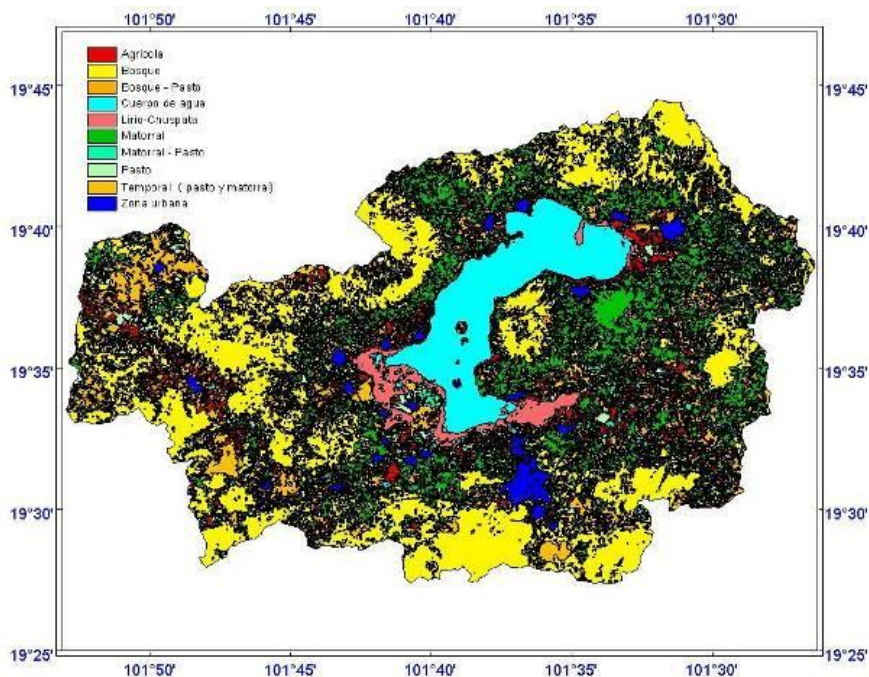 101°50' 101°45' 101°40' 101°35' 101°30'
19°45' 19°45'
19°40' 19°40'
19°35' 19°35'
19°30' 19°30'
19°25' 19°25'
Agricola
Bosque
Bosque - Pasto
Cuerpo de agua
Lirio-Chuspata
Matorral
Matorral - Pasto
Pasto
Temporal ( pasto y matorral)
Zona urbana
101°50' 101°45' 101°40' 101°35' 101°30'